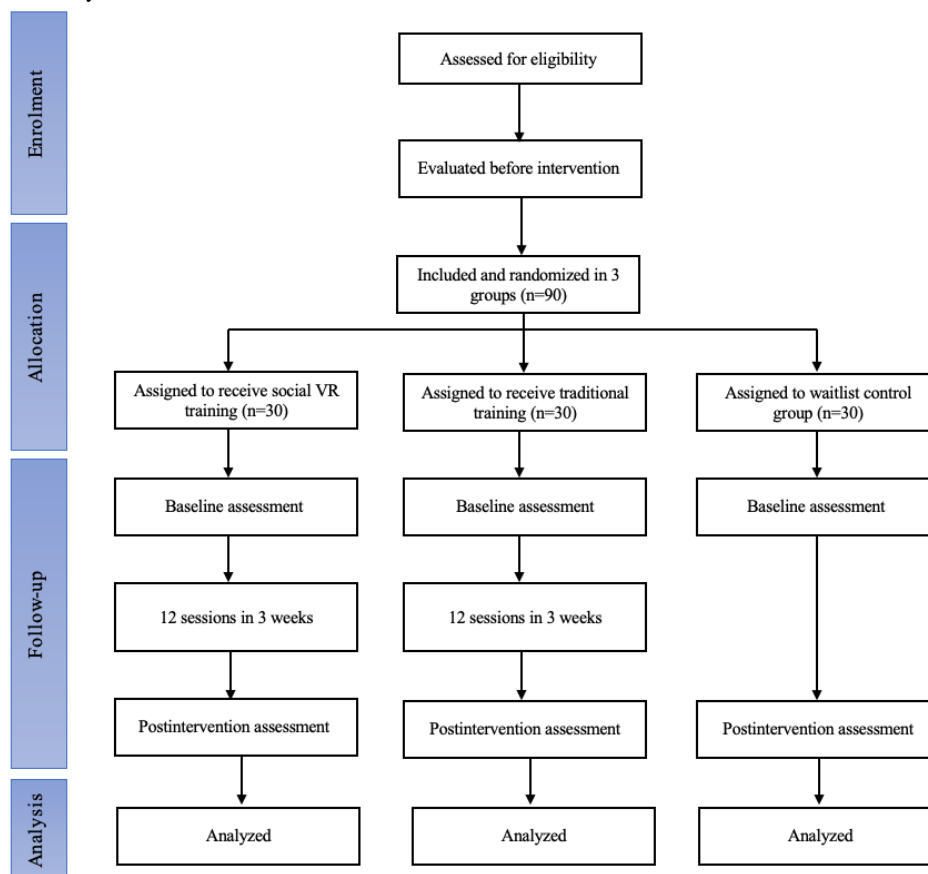 Enrolment
Assessed for eligibility
Evaluated before intervention
Allocation
Included and randomized in 3
groups (n=90)
Assigned to receive social VR
training (n=30)
Assigned to receive traditional
training (n=30)
Assigned to waitlist control
group (n=30)
Follow-up
Baseline assessment
Baseline assessment
Baseline assessment
12 sessions in 3 weeks
12 sessions in 3 weeks
Postintervention assessment
Postintervention assessment
Postintervention assessment
Analysis
Analyzed
Analyzed
Analyzed